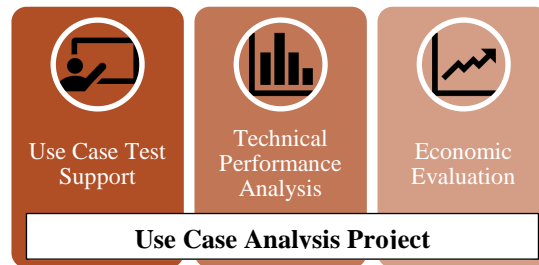 Use Case Test
Support
Technical
Performance
Analysis
Economic
Evaluation
Use Case Analysis Project